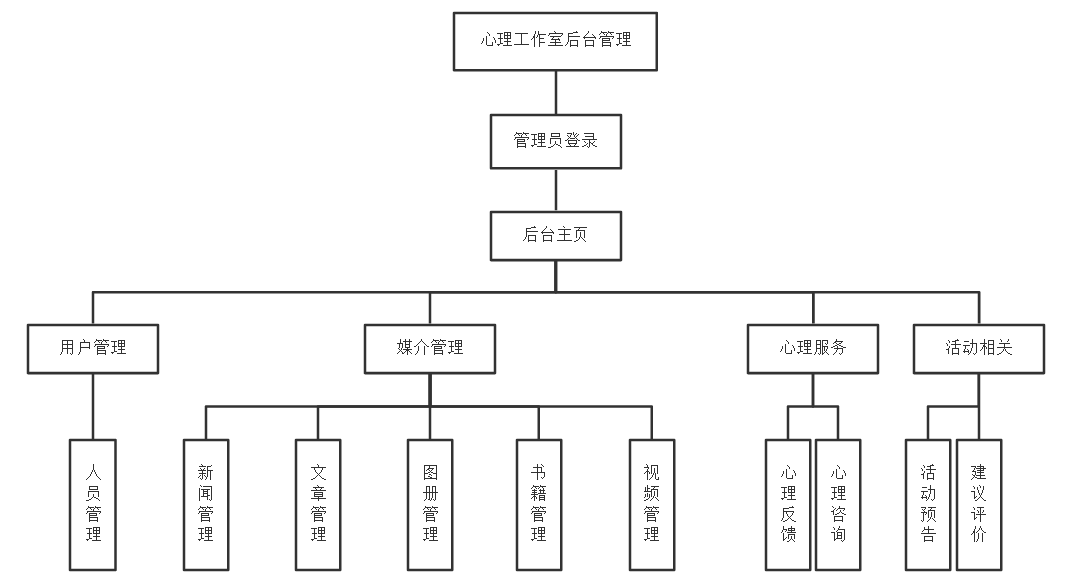 心理工作室后台管理
管理员登录
后台主页
用户管理
媒介管理
心理服务
活动相关
人员管理
新闻管理
文章管理
图册管理
书籍管理
视频管理
心理反馈
心理咨询
活动预告
建议评价